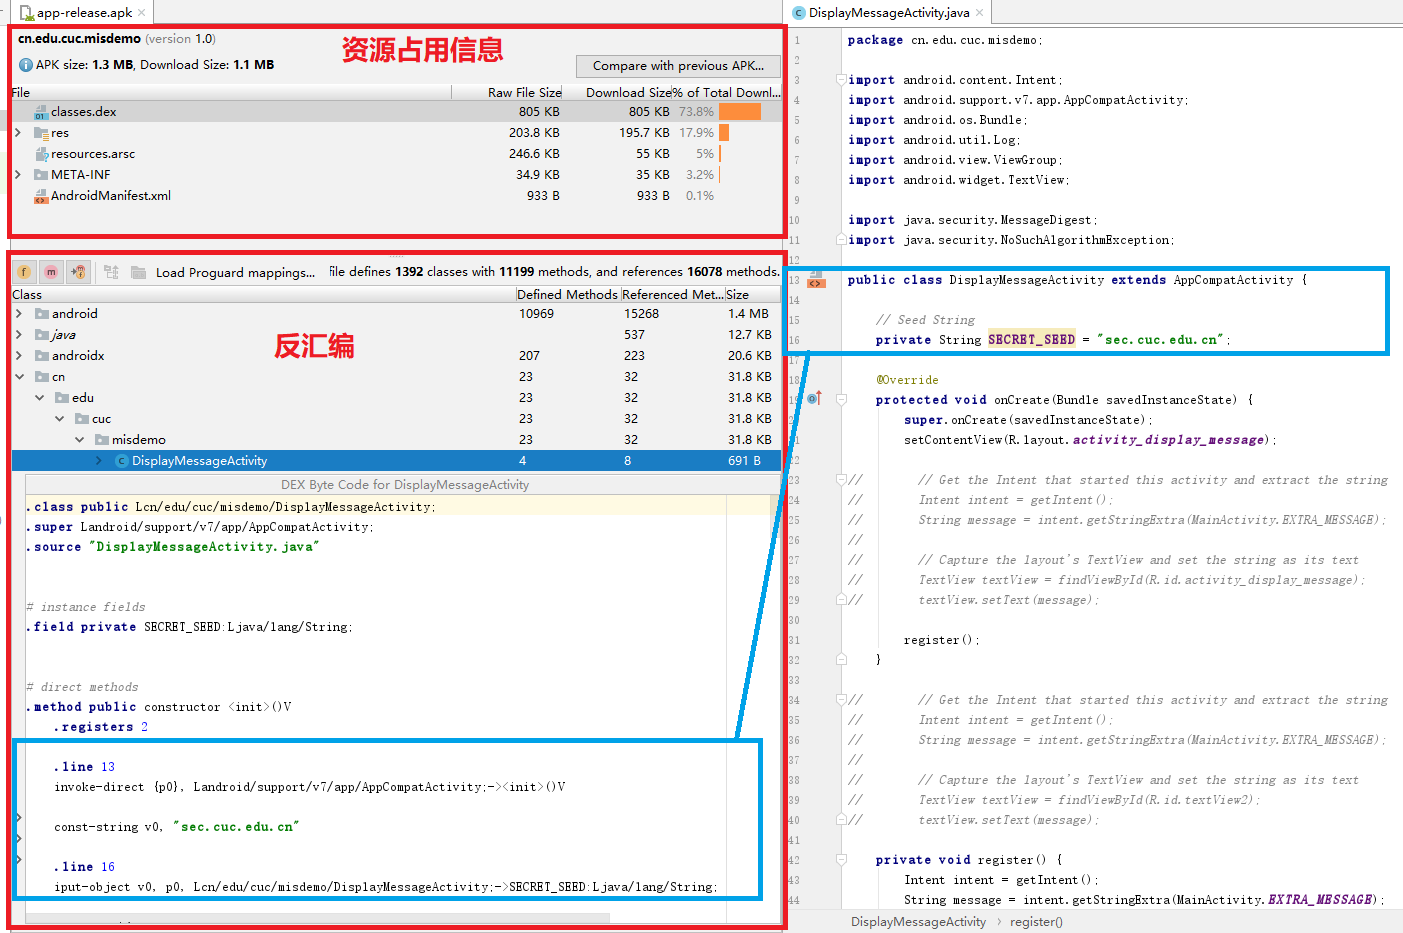 app-release.apk
cn.edu.cuc.misdemo (version 1.0)
资源占用信息
APK size: 1.3 MB, Download Size: 1.1 MB
Compare with previous APK...
File Raw File Size Download Size % of Total Downl...
classes.dex 805 KB 805 KB 73.8%
res 203.8 KB 195.7 KB 17.9%
resources.arsc 246.6 KB 55 KB 5%
META-INF 34.9 KB 35 KB 3.2%
AndroidManifest.xml 933 B 933 B 0.1%
Load Proguard mappings... file defines 1392 classes with 11199 methods, and references 16078 methods.
Class Defined Methods Referenced Met... Size
android 10969 15268 1.4 MB
java 537 12.7 KB
反汇编
androidx 207 223 20.6 KB
cn 23 32 31.8 KB
edu 23 32 31.8 KB
cuc 23 32 31.8 KB
misdemo 23 32 31.8 KB
DisplayMessageActivity 4 8 691 B
DEX Byte Code for DisplayMessageActivity
.class public Lcn/edu/cuc/misdemo/DisplayMessageActivity;
.super Landroid/support/v7/app/AppCompatActivity;
.source "DisplayMessageActivity.java"
# instance fields
.field private SECRET_SEED:Ljava/lang/String;
# direct methods
.method public constructor <init>()V
.registers 2
.line 13
invoke-direct {p0}, Landroid/support/v7/app/AppCompatActivity;-><init>()V
const-string v0, "sec.cuc.edu.cn"
.line 16
iput-object v0, p0, Lcn/edu/cuc/misdemo/DisplayMessageActivity;->SECRET_SEED:Ljava/lang/String;
DisplayMessageActivity.java
1 package cn.edu.cuc.misdemo;
2
3 import android.content.Intent;
4 import android.support.v7.app.AppCompatActivity;
5 import android.os.Bundle;
6 import android.util.Log;
7 import android.view.ViewGroup;
8 import android.widget.TextView;
9
10 import java.security.MessageDigest;
11 import java.security.NoSuchAlgorithmException;
12
13 public class DisplayMessageActivity extends AppCompatActivity {
14
15 // Seed String
16 private String SECRET_SEED = "sec.cuc.edu.cn";
17
18 @Override
19 protected void onCreate(Bundle savedInstanceState) {
super.onCreate(savedInstanceState);
21 setContentView(R.layout.activity_display_message);
22
23 // // Get the Intent that started this activity and extract the string
24 // Intent intent = getIntent();
25 // String message = intent.getStringExtra(MainActivity.EXTRA_MESSAGE);
26 //
27 // // Capture the layout's TextView and set the string as its text
28 // TextView textView = findViewById(R.id.activity_display_message);
29 // textView.setText(message);
30
31 register();
32 }
33
34 // // Get the Intent that started this activity and extract the string
35 // Intent intent = getIntent();
36 // String message = intent.getStringExtra(MainActivity.EXTRA_MESSAGE);
37 //
38 // // Capture the layout's TextView and set the string as its text
39 // TextView textView = findViewById(R.id.textView2);
40 // textView.setText(message);
41
42 private void register() {
43 Intent intent = getIntent();
44 String message = intent.getStringExtra(MainActivity.EXTRA_MESSAGE);
DisplayMessageActivity › register()